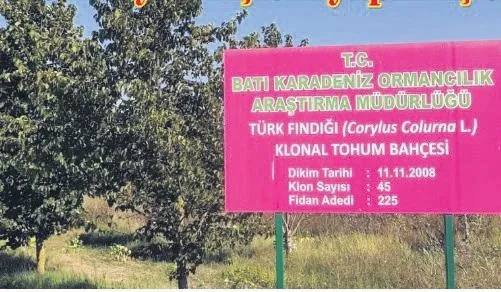 T.C.
BATI KARADENİZ ORMANCILIK
ARAŞTIRMA MÜDÜRLÜĞÜ
TÜRK FINDIĞI (Corylus Colurna L.)
KLONAL TOHUM BAHÇESİ
Dikim Tarihi : 11.11.2008
Klon Sayısı : 45
Fidan Adedi : 225